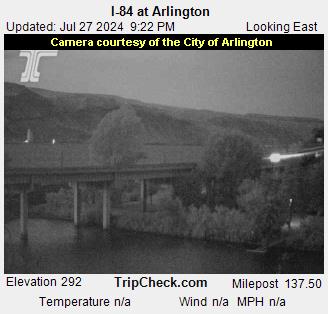 I-84 at Arlington
Updated: Jul 27 2024 9:22 PM Looking East
Camera courtesy of the City of Arlington
Elevation 292 TripCheck.com Milepost 137.50
Temperature n/a Wind n/a MPH n/a